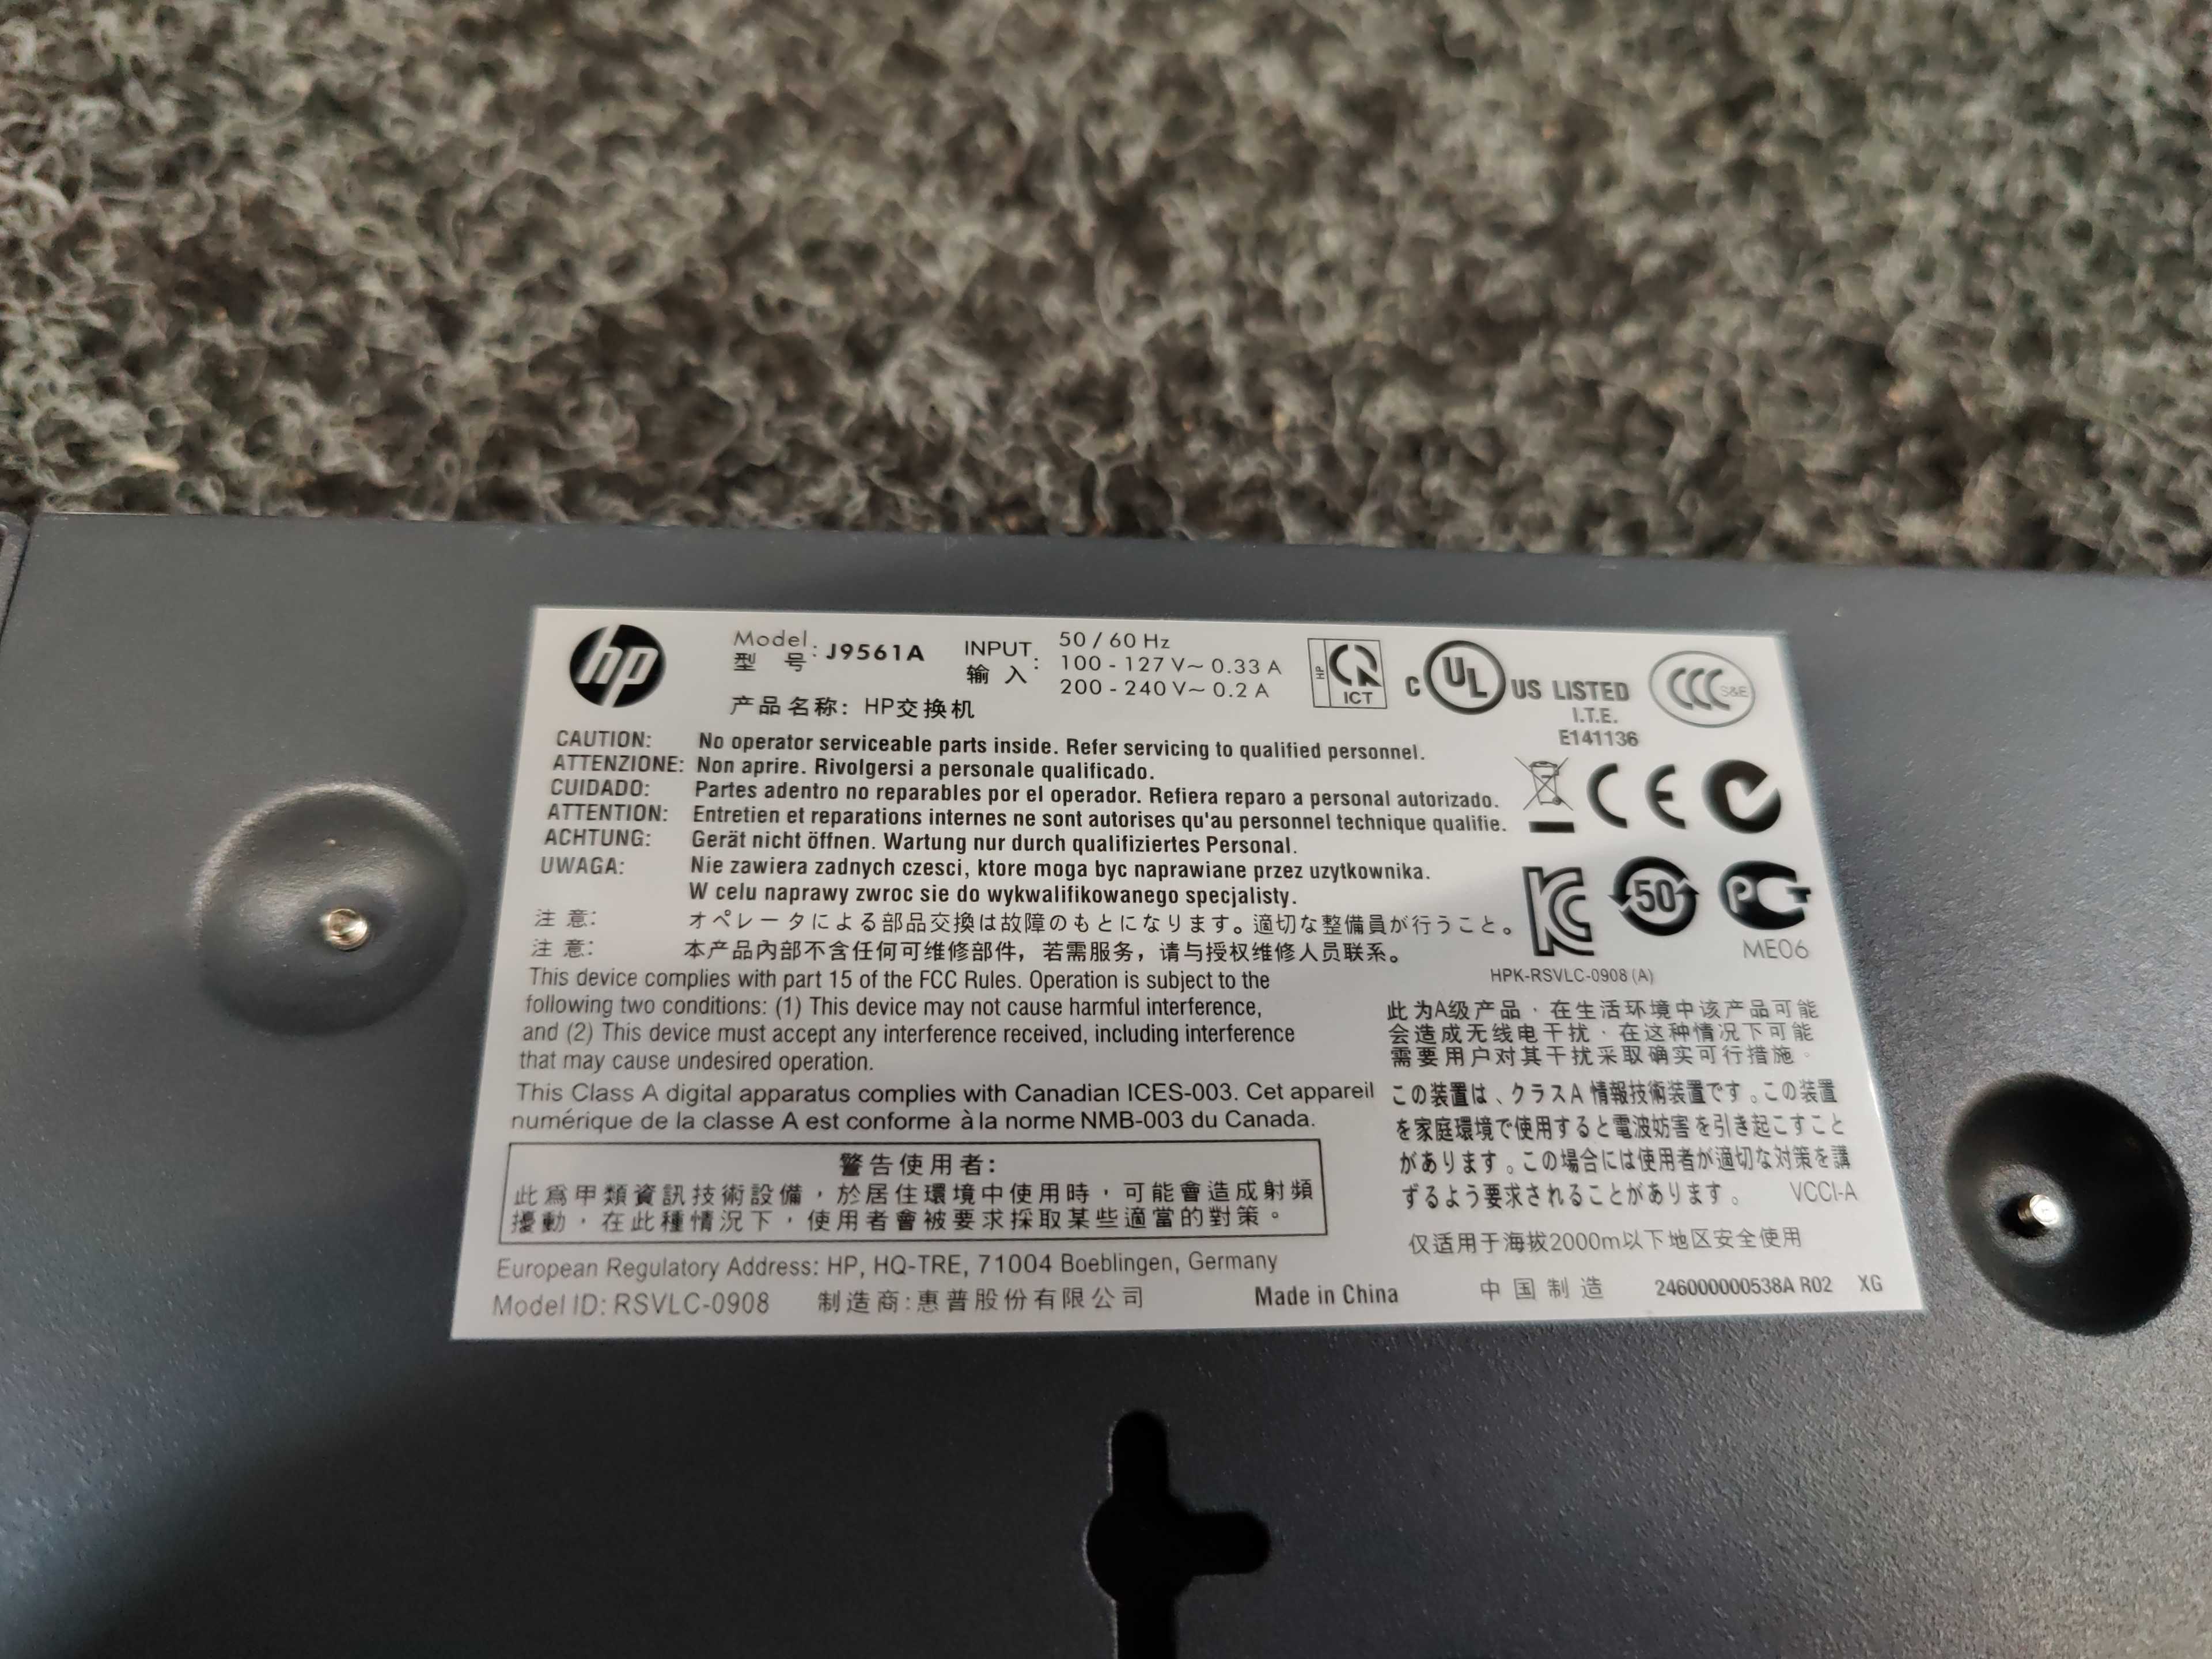 hp
Model: J9561A
型 号:
INPUT: 50 / 60 Hz
输 入: 100 - 127 V~ 0.33 A
200 - 240 V~ 0.2 A
产品名称: HP交换机
HP ICT
C UL US LISTED
I.T.E.
E141136
CCC S&E
CAUTION: No operator serviceable parts inside. Refer servicing to qualified personnel.
ATTENZIONE: Non aprire. Rivolgersi a personale qualificado.
CUIDADO: Partes adentro no reparables por el operador. Refiera reparo a personal autorizado.
ATTENTION: Entretien et reparations internes ne sont autorises qu'au personnel technique qualifie.
ACHTUNG: Gerät nicht öffnen. Wartung nur durch qualifiziertes Personal.
UWAGA: Nie zawiera zadnych czesci, ktore moga byc naprawiane przez uzytkownika.
W celu naprawy zwroc sie do wykwalifikowanego specjalisty.
注 意: オペレータによる部品交換は故障のもとになります。適切な整備員が行うこと。
注 意: 本产品内部不含任何可维修部件，若需服务，请与授权维修人员联系。
CE
KC 50 PCT
ME06
HPK-RSVLC-0908 (A)
This device complies with part 15 of the FCC Rules. Operation is subject to the
following two conditions: (1) This device may not cause harmful interference,
and (2) This device must accept any interference received, including interference
that may cause undesired operation.
This Class A digital apparatus complies with Canadian ICES-003. Cet appareil
numérique de la classe A est conforme à la norme NMB-003 du Canada.
警告使用者:
此爲甲類資訊技術設備，於居住環境中使用時，可能會造成射頻
擾動，在此種情況下，使用者會被要求採取某些適當的對策。
此为A级产品．在生活环境中该产品可能
会造成无线电干扰．在这种情况下可能
需要用户对其干扰采取确实可行措施。
この装置は、クラスA情報技術装置です。この装置
を家庭環境で使用すると電波妨害を引き起こすこと
があります。この場合には使用者が適切な対策を講
ずるよう要求されることがあります。 VCCI-A
仅适用于海拔2000m以下地区安全使用
European Regulatory Address: HP, HQ-TRE, 71004 Boeblingen, Germany
Model ID: RSVLC-0908 制造商:惠普股份有限公司 Made in China 中国制造 246000000538A R02 XG